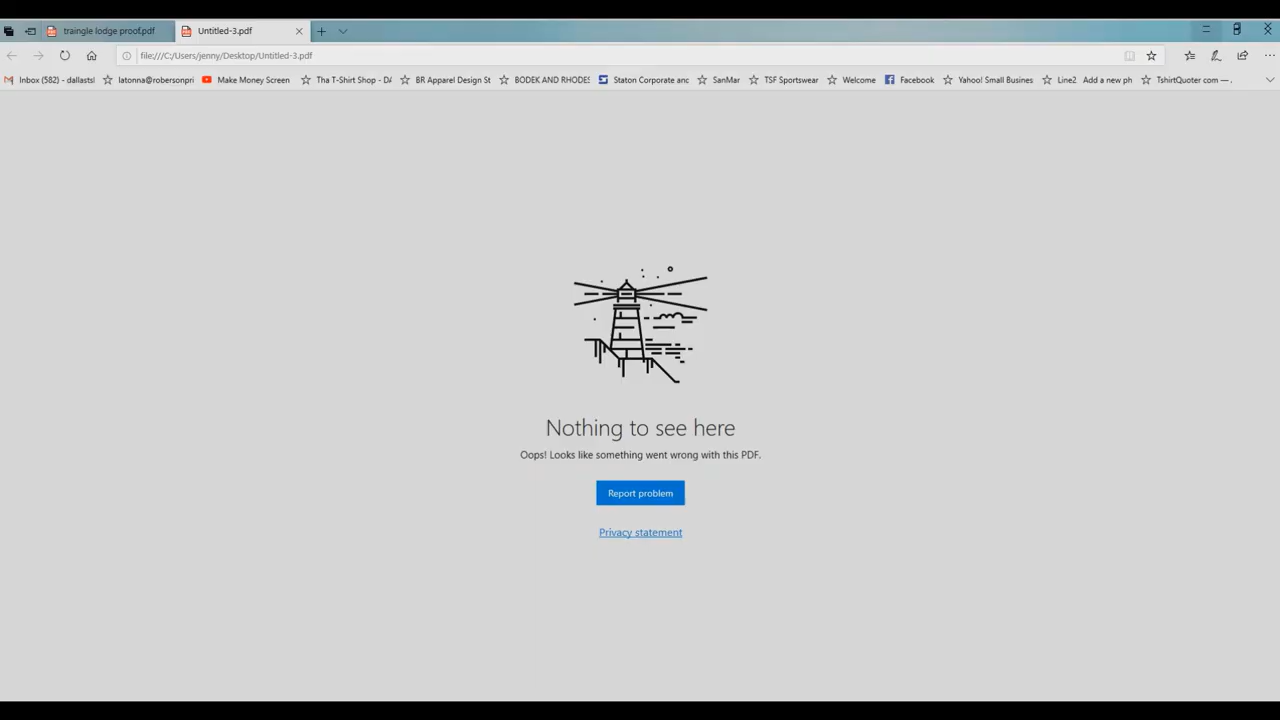 traingle lodge proof.pdf
Untitled-3.pdf
file:///C:/Users/jenny/Desktop/Untitled-3.pdf
Inbox (582) - dallastsl
latonna@robersonpri
Make Money Screen
Tha T-Shirt Shop - DA
BR Apparel Design St
BODEK AND RHODES
Staton Corporate anc
SanMar
TSF Sportswear
Welcome
Facebook
Yahoo! Small Busines
Line2
Add a new ph
TshirtQuoter com — .
Nothing to see here
Oops! Looks like something went wrong with this PDF.
Report problem
Privacy statement